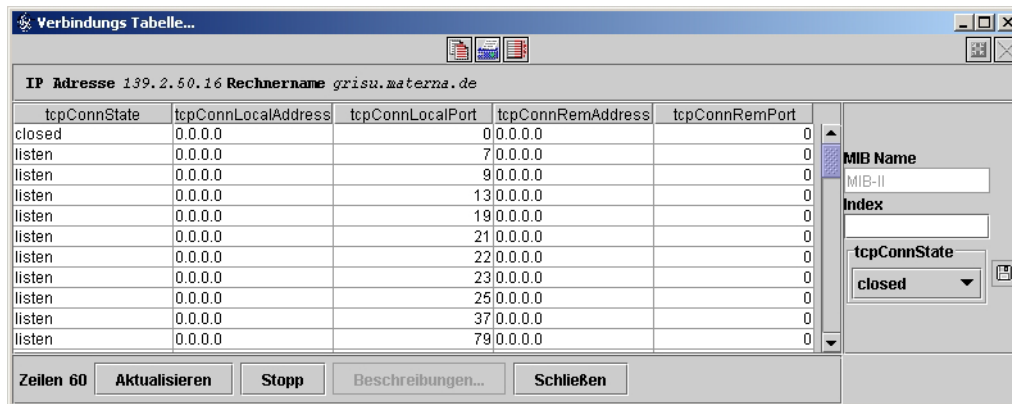 Verbindungs Tabelle...
IP Adresse 139.2.50.16 Rechnername grisu.materna.de
tcpConnState tcpConnLocalAddress tcpConnLocalPort tcpConnRemAddress tcpConnRemPort
closed 0.0.0.0 0 0.0.0.0 0
listen 0.0.0.0 7 0.0.0.0 0
listen 0.0.0.0 9 0.0.0.0 0
listen 0.0.0.0 13 0.0.0.0 0
listen 0.0.0.0 19 0.0.0.0 0
listen 0.0.0.0 21 0.0.0.0 0
listen 0.0.0.0 22 0.0.0.0 0
listen 0.0.0.0 23 0.0.0.0 0
listen 0.0.0.0 25 0.0.0.0 0
listen 0.0.0.0 37 0.0.0.0 0
listen 0.0.0.0 79 0.0.0.0 0
MIB Name
MIB-II
Index
tcpConnState
closed
Zeilen 60 Aktualisieren Stopp Beschreibungen... Schließen